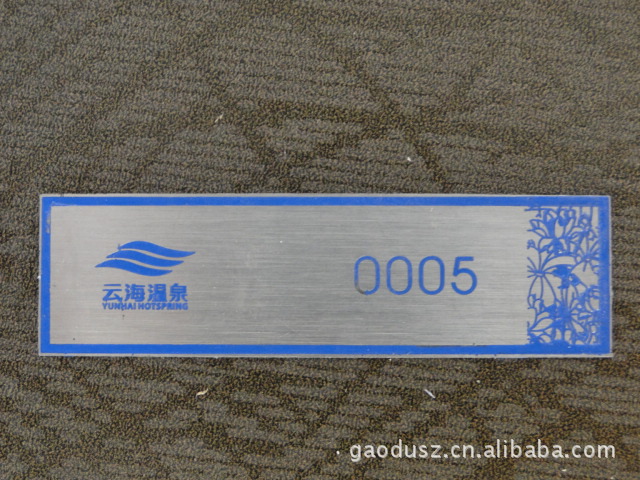 0005
云海温泉
YUNHAI HOTSPRING
gaodusz.cn.alibaba.com